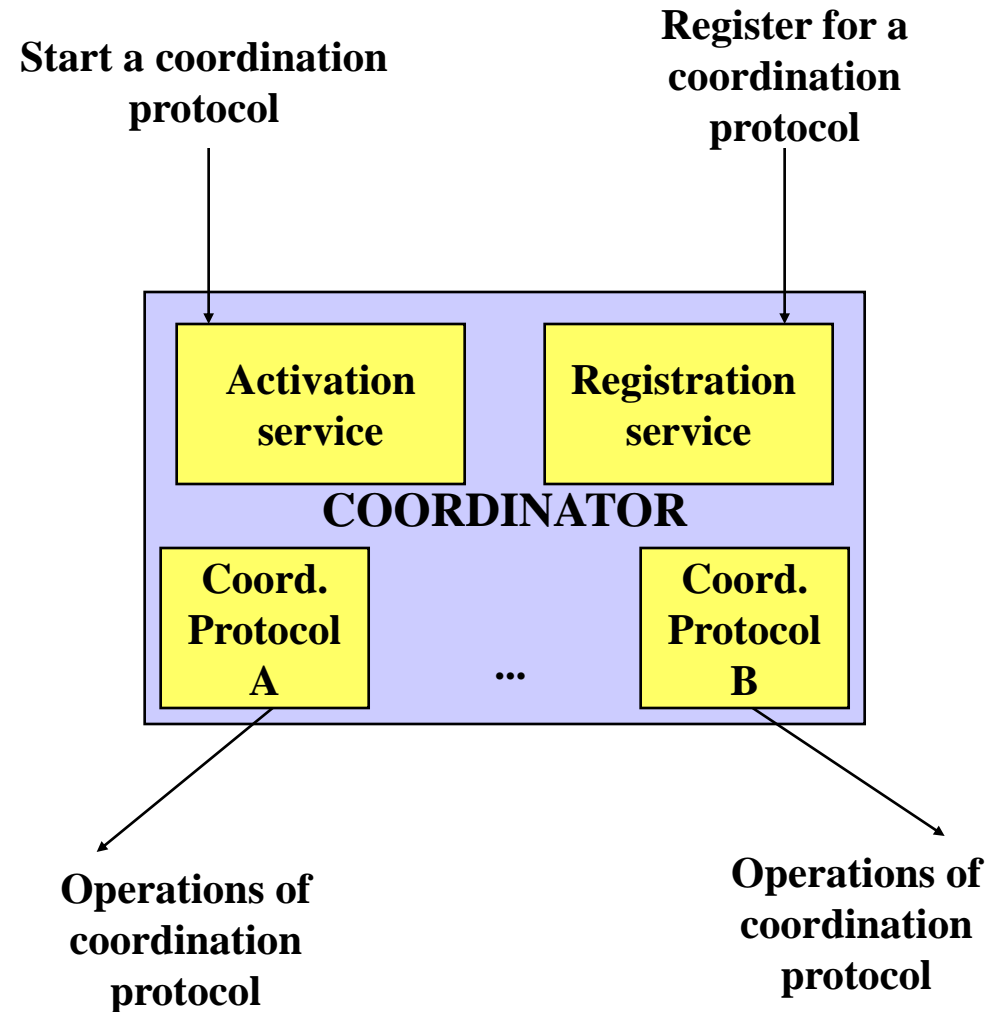 Start a coordination
protocol
Register for a
coordination
protocol
Activation
service
Registration
service
COORDINATOR
Coord.
Protocol
A
...
Coord.
Protocol
B
Operations of
coordination
protocol
Operations of
coordination
protocol